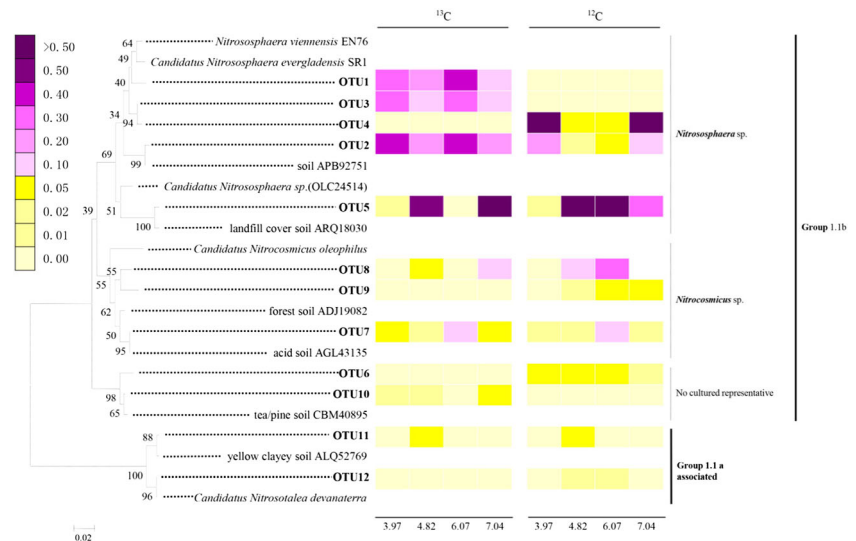 ¹³C ¹²C
>0. 50
0. 50
0. 40
0. 30
0. 20
0. 10
0. 05
0. 02
0. 01
0. 00
64 Nitrososphaera viennensis EN76
49 Candidatus Nitrososphaera evergladensis SR1
40 OTU1
OTU3
34
94 OTU4
OTU2
69
99 soil APB92751
Candidatus Nitrososphaera sp.(OLC24514)
39 51 OTU5
100 landfill cover soil ARQ18030
Nitrososphaera sp.
Group 1.1b
Candidatus Nitrocosmicus oleophilus
55 OTU8
55 OTU9
62 forest soil ADJ19082
50 OTU7
95 acid soil AGL43135
Nitrocosmicus sp.
OTU6
98 OTU10
65 tea/pine soil CBM40895
No cultured representative
88 OTU11
yellow clayey soil ALQ52769
100 OTU12
96 Candidatus Nitrosotalea devanaterra
Group 1.1 a
associated
3.97 4.82 6.07 7.04 3.97 4.82 6.07 7.04
0.02